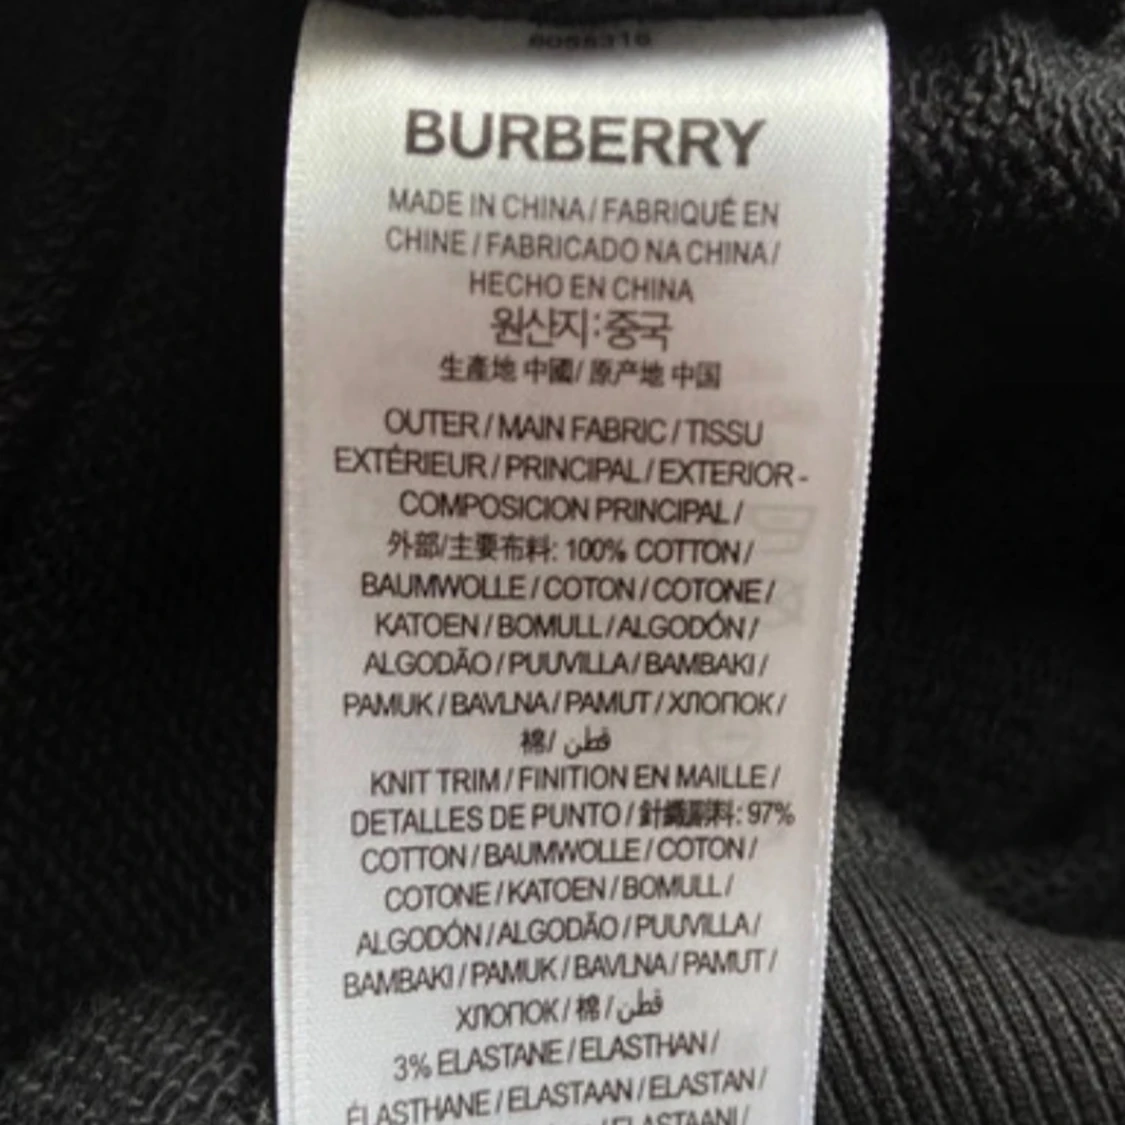 BURBERRY
MADE IN CHINA / FABRIQUÉ EN
CHINE / FABRICADO NA CHINA /
HECHO EN CHINA
원산지:중국
生產地 中國/ 原产地 中国
OUTER / MAIN FABRIC / TISSU
EXTÉRIEUR / PRINCIPAL / EXTERIOR -
COMPOSICION PRINCIPAL /
外部/主要布料: 100% COTTON /
BAUMWOLLE / COTON / COTONE /
KATOEN / BOMULL / ALGODÓN /
ALGODÃO / PUUVILLA / BAMBAKI /
PAMUK / BAVLNA / PAMUT / ХЛОПОК /
棉/ قطن
KNIT TRIM / FINITION EN MAILLE /
DETALLES DE PUNTO / 針織副料: 97%
COTTON / BAUMWOLLE / COTON /
COTONE / KATOEN / BOMULL /
ALGODÓN / ALGODÃO / PUUVILLA /
BAMBAKI / PAMUK / BAVLNA / PAMUT /
ХЛОПОК / 棉 / قطن
3% ELASTANE / ELASTHAN /
ÉLASTHANE / ELASTAAN / ELASTAN /